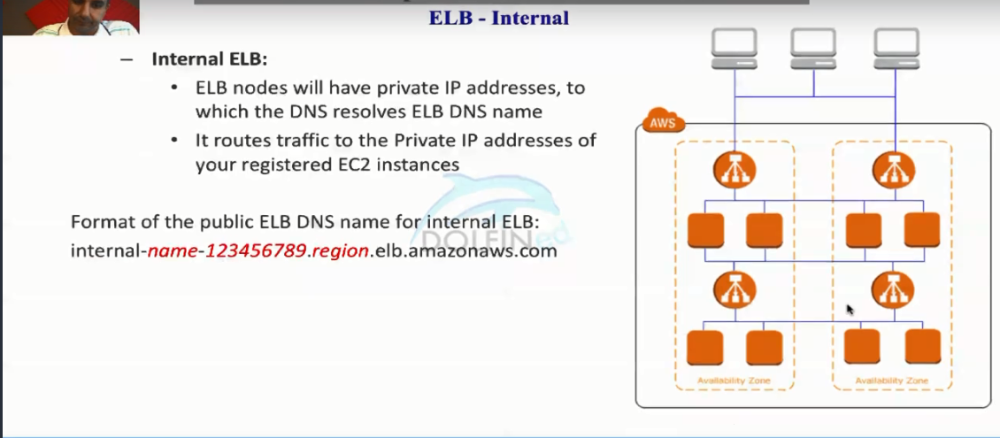 ELB - Internal
– Internal ELB:
• ELB nodes will have private IP addresses, to
which the DNS resolves ELB DNS name
• It routes traffic to the Private IP addresses of
your registered EC2 instances
Format of the public ELB DNS name for internal ELB:
internal-name-123456789.region.elb.amazonaws.com
DOLFINed
AWS
Availability Zone
Availability Zone